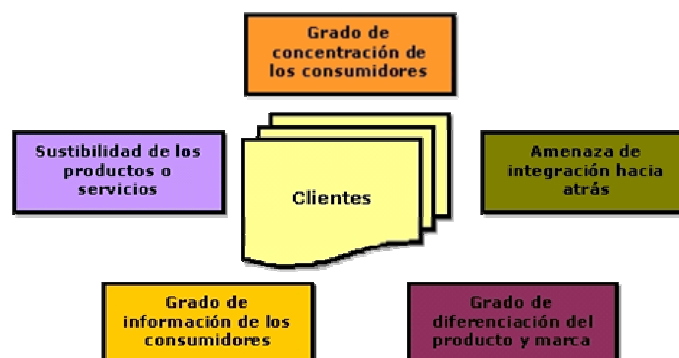 Grado de
concentración de
los consumidores
Sustibilidad de los
productos o
servicios
Clientes
Amenaza de
integración hacia
atrás
Grado de
información de los
consumidores
Grado de
diferenciación del
producto y marca